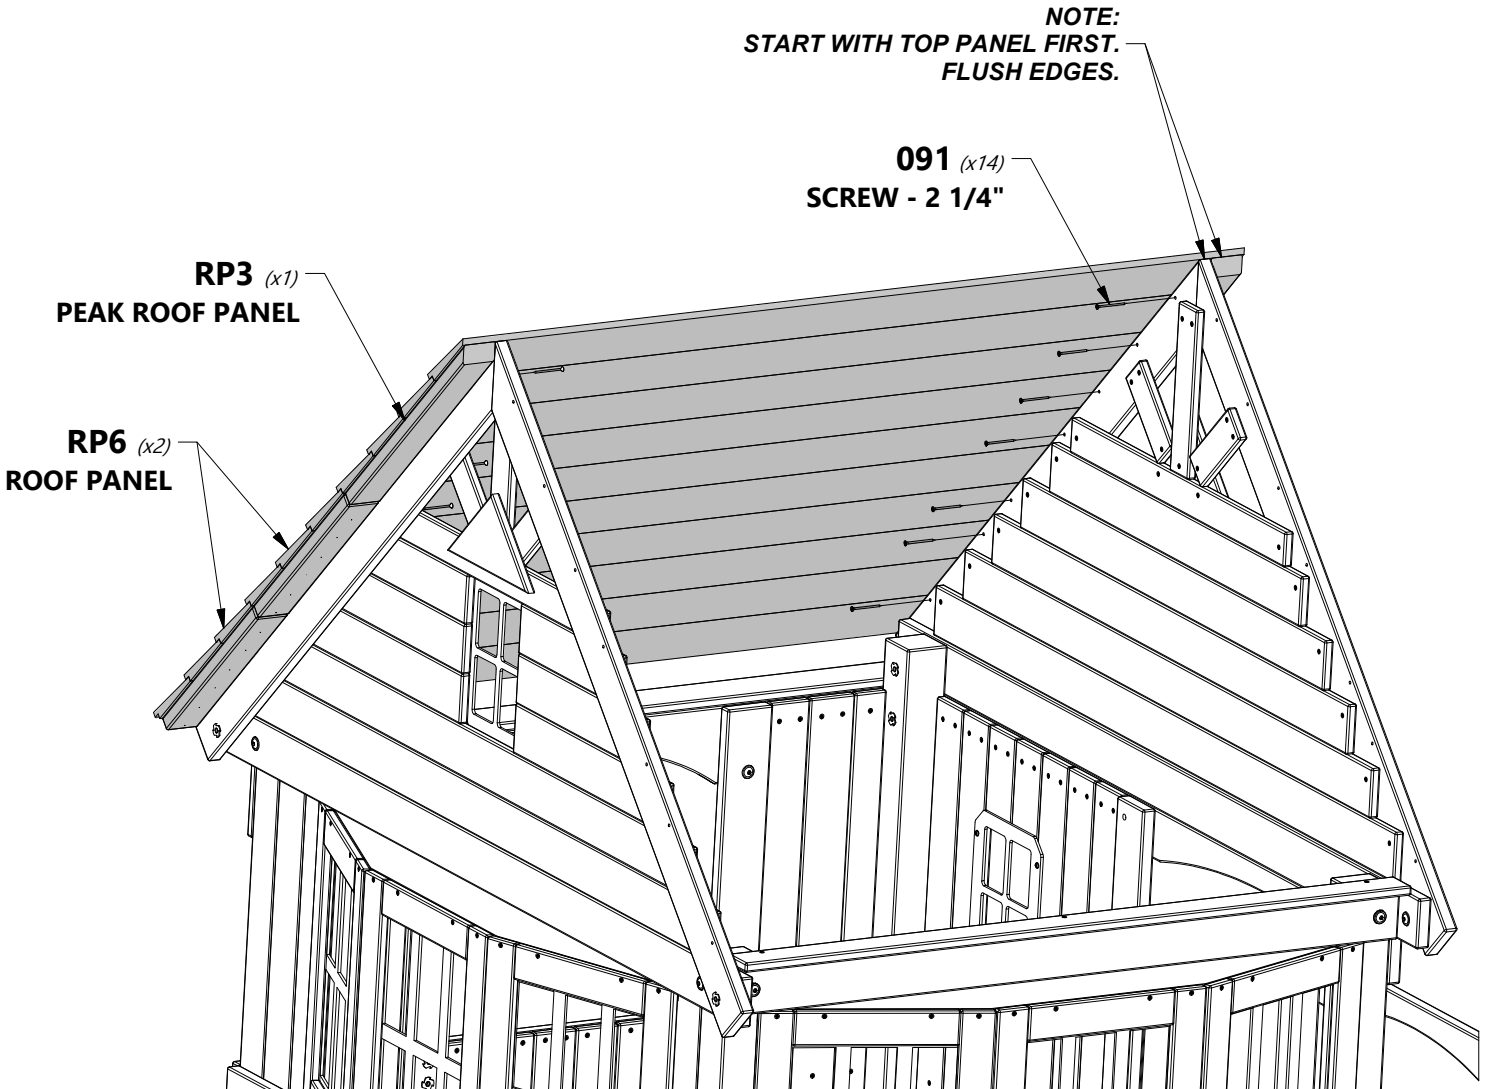 NOTE:
START WITH TOP PANEL FIRST.
FLUSH EDGES.
091 (x14)
SCREW - 2 1/4"
RP3 (x1)
PEAK ROOF PANEL
RP6 (x2)
ROOF PANEL